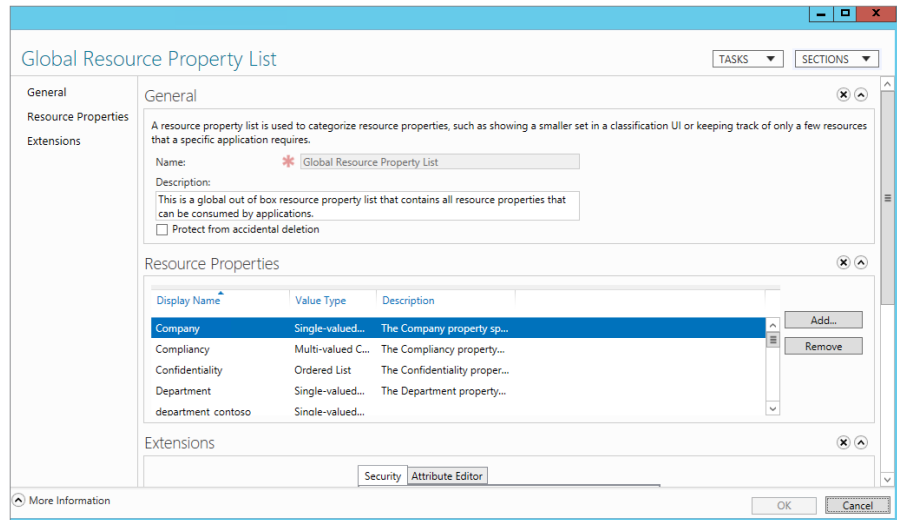 Global Resource Property List
TASKS
SECTIONS
General
Resource Properties
Extensions
General
A resource property list is used to categorize resource properties, such as showing a smaller set in a classification UI or keeping track of only a few resources
that a specific application requires.
Name:
Global Resource Property List
Description:
This is a global out of box resource property list that contains all resource properties that
can be consumed by applications.
Protect from accidental deletion
Resource Properties
Display Name Value Type Description
Company Single-valued... The Company property sp...
Compliancy Multi-valued C... The Compliancy property...
Confidentiality Ordered List The Confidentiality proper...
Department Single-valued... The Department property...
department contoso Single-valued...
Add...
Remove
Extensions
Security Attribute Editor
More Information
OK Cancel